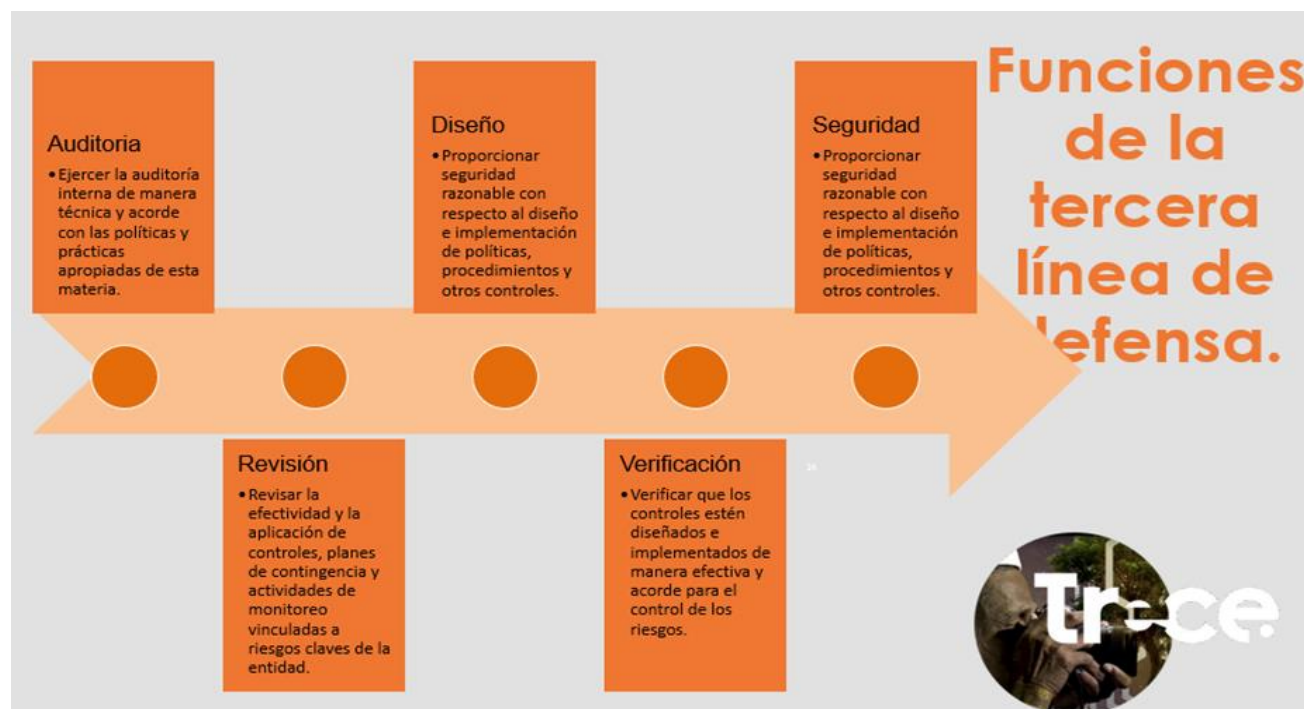 Funciones
de la
tercera
línea de
defensa.
Auditoria
•Ejercer la auditoría
interna de manera
técnica y acorde
con las políticas y
prácticas
apropiadas de esta
materia.
Revisión
•Revisar la
efectividad y la
aplicación de
controles, planes
de contingencia y
actividades de
monitoreo
vinculadas a
riesgos claves de la
entidad.
Diseño
•Proporcionar
seguridad
razonable con
respecto al diseño
e implementación
de políticas,
procedimientos y
otros controles.
Verificación
•Verificar que los
controles estén
diseñados e
implementados de
manera efectiva y
acorde para el
control de los
riesgos.
Seguridad
•Proporcionar
seguridad
razonable con
respecto al diseño
e implementación
de políticas,
procedimientos y
otros controles.
Trece.